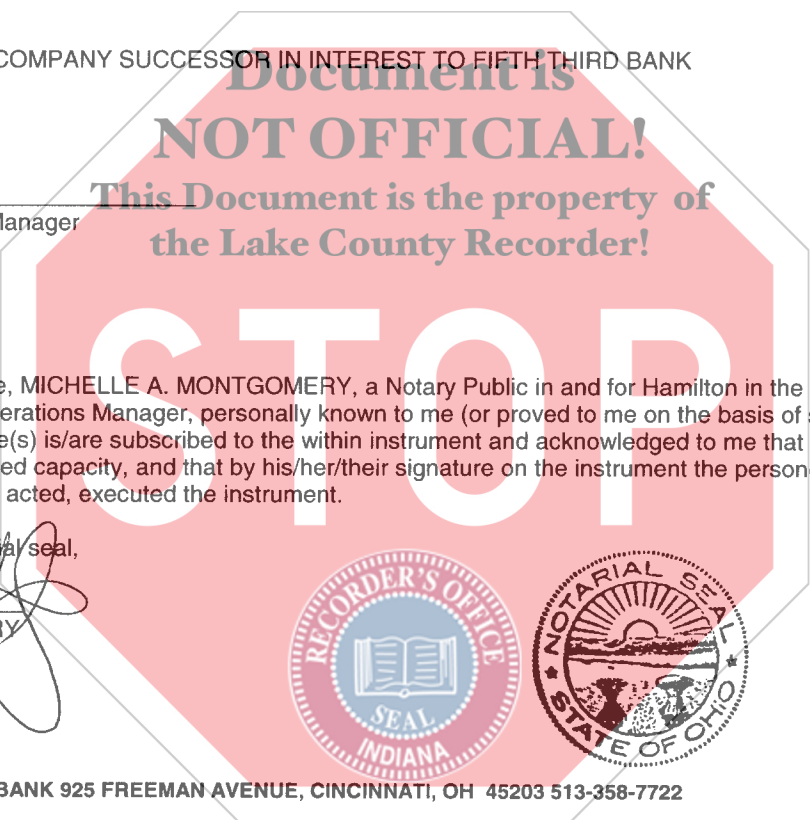 COMPANY SUCCESSOR IN INTEREST TO FIFTH THIRD BANK
Document is
NOT OFFICIAL!
This Document is the property of
Manager
the Lake County Recorder!
STOP
e, MICHELLE A. MONTGOMERY, a Notary Public in and for Hamilton in the
erations Manager, personally known to me (or proved to me on the basis of s
e(s) is/are subscribed to the within instrument and acknowledged to me that
ed capacity, and that by his/her/their signature on the instrument the person
acted, executed the instrument.
ial seal,
RY
RECORDER'S OFFICE
SEAL
INDIANA
NOTARIAL SEAL
STATE OF OHIO
BANK 925 FREEMAN AVENUE, CINCINNATI, OH 45203 513-358-7722